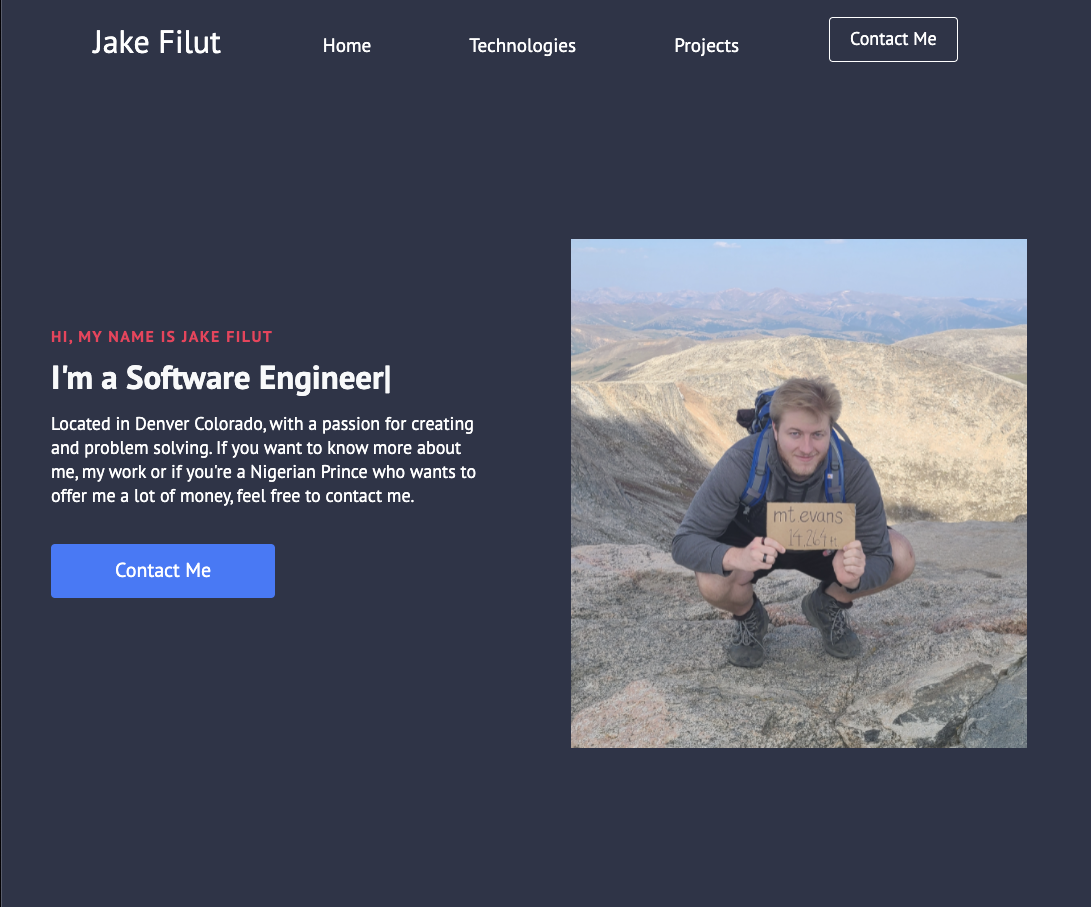 Jake Filut
Home
Technologies
Projects
Contact Me
HI, MY NAME IS JAKE FILUT
I'm a Software Engineer|
Located in Denver Colorado, with a passion for creating
and problem solving. If you want to know more about
me, my work or if you're a Nigerian Prince who wants to
offer me a lot of money, feel free to contact me.
Contact Me
mt evans
14,264ft